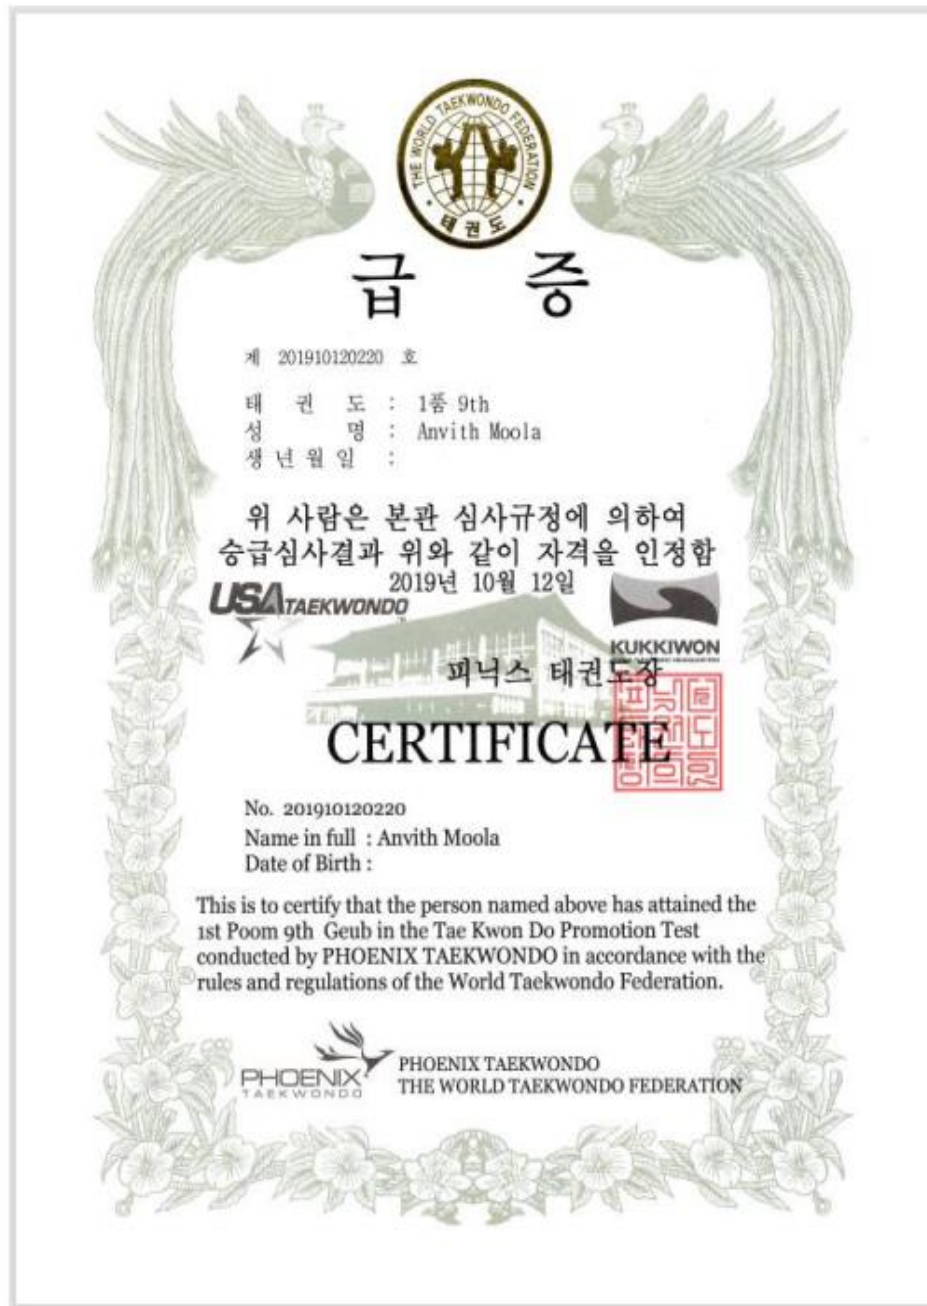 THE WORLD TAEKWONDO FEDERATION
태권도
급 증
제 201910120220 호
태 권 도 : 1품 9th
성 명 : Anvith Moola
생 년 월 일 :
위 사람은 본관 심사규정에 의하여
승급심사결과 위와 같이 자격을 인정함
2019년 10월 12일
USA TAEKWONDO
KUKKIWON
피닉스 태권도장
CERTIFICATE
No. 201910120220
Name in full : Anvith Moola
Date of Birth :
This is to certify that the person named above has attained the
1st Poom 9th Geub in the Tae Kwon Do Promotion Test
conducted by PHOENIX TAEKWONDO in accordance with the
rules and regulations of the World Taekwondo Federation.
PHOENIX
TAEKWONDO
PHOENIX TAEKWONDO
THE WORLD TAEKWONDO FEDERATION